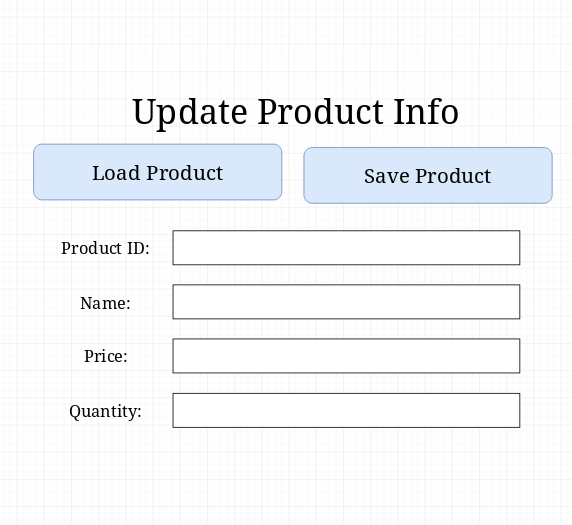 Update Product Info
Load Product
Save Product
Product ID:
Name:
Price:
Quantity: